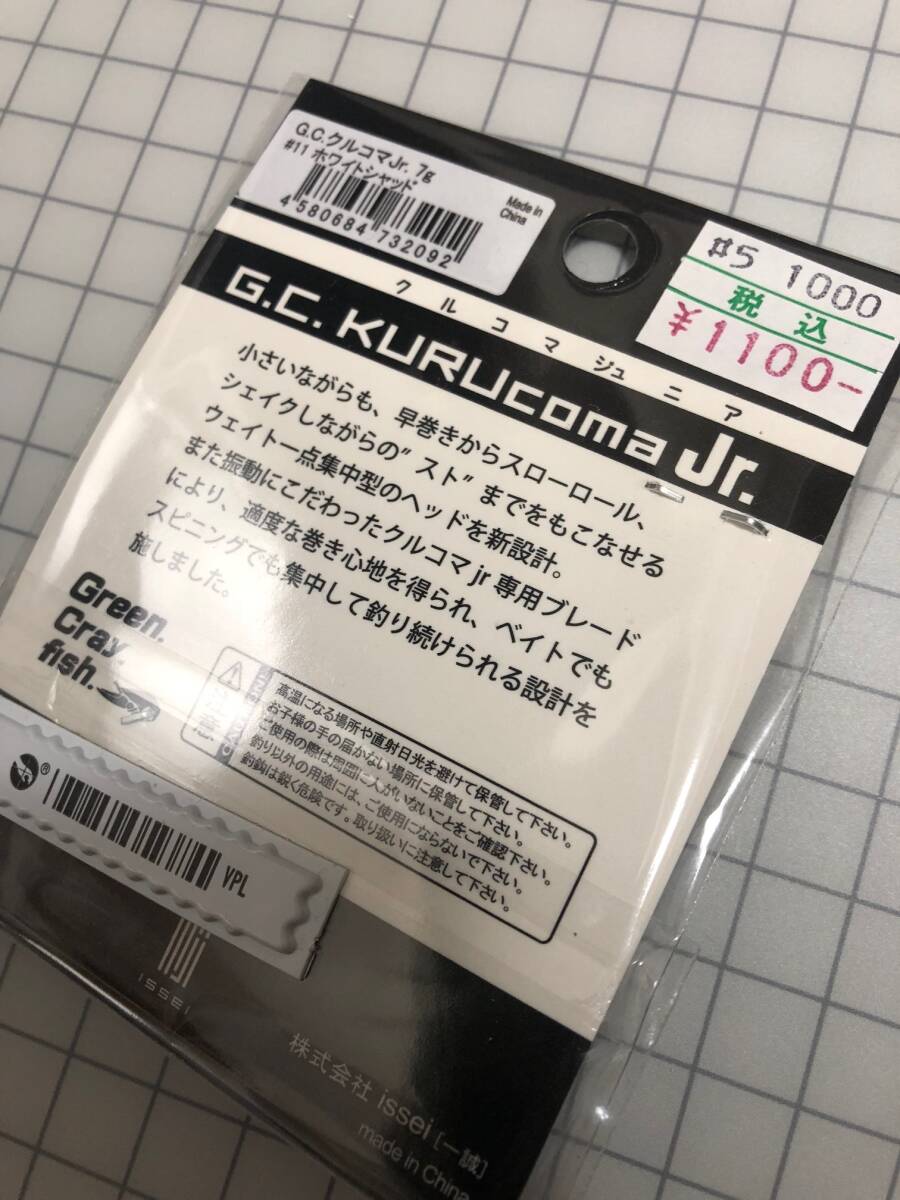 G.C.クルコマJr. 7g
#11 ホワイトシャッド
Made in
China
4 580684 732092
#5 1000
税 込
¥1100-
クルコマジュニア
G.C. KURUcoma Jr.
小さいながらも、早巻きからスローロール、
シェイクしながらの"スト"までをもこなせる
ウェイト一点集中型のヘッドを新設計。
また振動にこだわったクルコマjr専用ブレード
により、適度な巻き心地を得られ、ベイトでも
スピニングでも集中して釣り続けられる設計を
施しました。
Green.
Cray.
fish.
注意
高温になる場所や直射日光を避けて保管して下さい。
お子様の手の届かない場所に保管して下さい。
ご使用の際は周囲に人がいないことをご確認下さい。
釣り以外の用途には、ご使用にならないで下さい。
釣鈎は鋭く危険です。取り扱いに注意して下さい。
®
VPL
ISSEI
株式会社 issei [一誠]
made in China